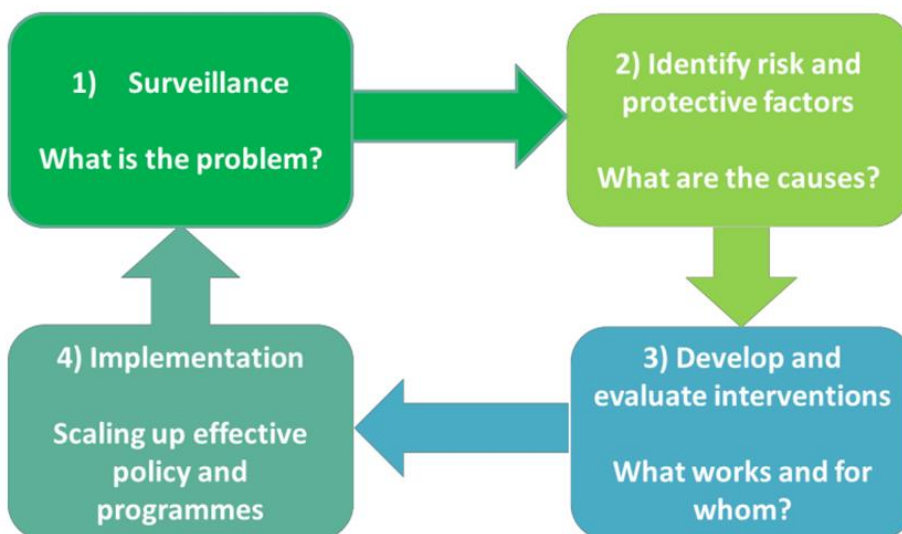 1) Surveillance
What is the problem?
2) Identify risk and
protective factors
What are the causes?
3) Develop and
evaluate interventions
What works and for
whom?
4) Implementation
Scaling up effective
policy and
programmes